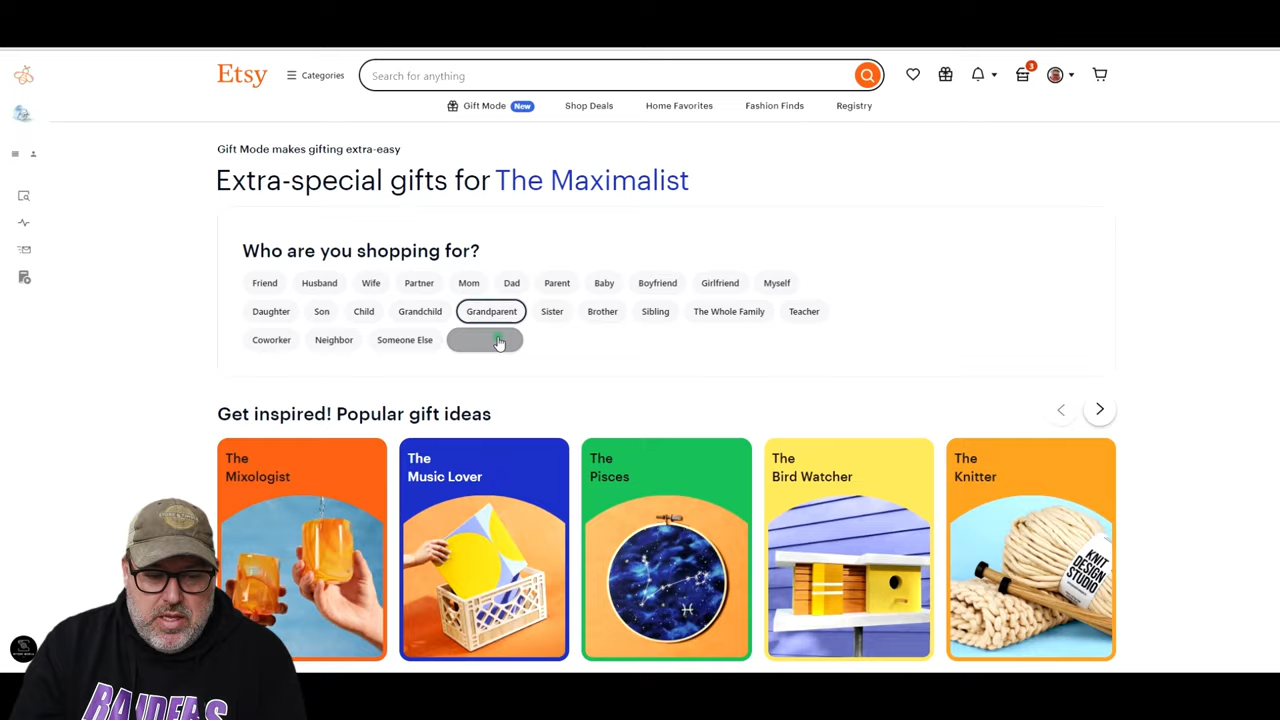 Etsy
Categories
Search for anything
3
Gift Mode New Shop Deals Home Favorites Fashion Finds Registry
Gift Mode makes gifting extra-easy
Extra-special gifts for The Maximalist
Who are you shopping for?
Friend Husband Wife Partner Mom Dad Parent Baby Boyfriend Girlfriend Myself
Daughter Son Child Grandchild Grandparent Sister Brother Sibling The Whole Family Teacher
Coworker Neighbor Someone Else
Get inspired! Popular gift ideas
The
Mixologist
The
Music Lover
The
Pisces
The
Bird Watcher
The
Knitter
KNIT
DESIGN
STUDIO
RAIDERS